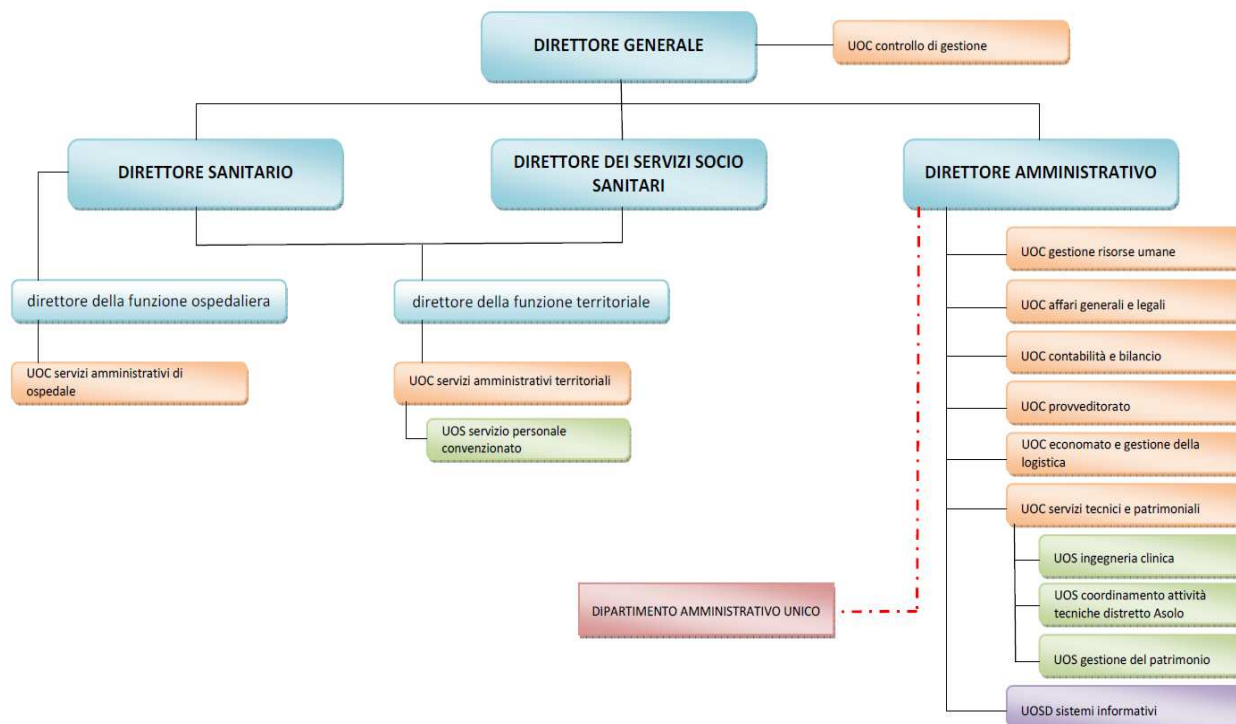 DIRETTORE GENERALE
UOC controllo di gestione
DIRETTORE SANITARIO
DIRETTORE DEI SERVIZI SOCIO
SANITARI
DIRETTORE AMMINISTRATIVO
direttore della funzione ospedaliera
direttore della funzione territoriale
UOC servizi amministrativi di
ospedale
UOC servizi amministrativi territoriali
UOS servizio personale
convenzionato
UOC gestione risorse umane
UOC affari generali e legali
UOC contabilità e bilancio
UOC provveditorato
UOC economato e gestione della
logistica
UOC servizi tecnici e patrimoniali
UOS ingegneria clinica
UOS coordinamento attività
tecniche distretto Asolo
UOS gestione del patrimonio
UOSD sistemi informativi
DIPARTIMENTO AMMINISTRATIVO UNICO